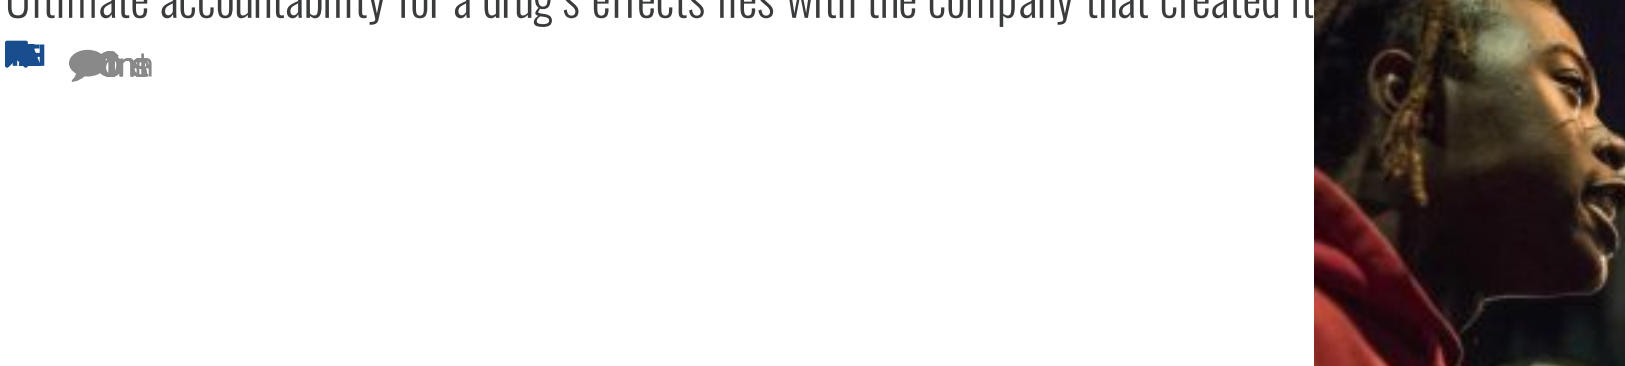 Ultimate accountability for a drug's effects lies with the company that created it